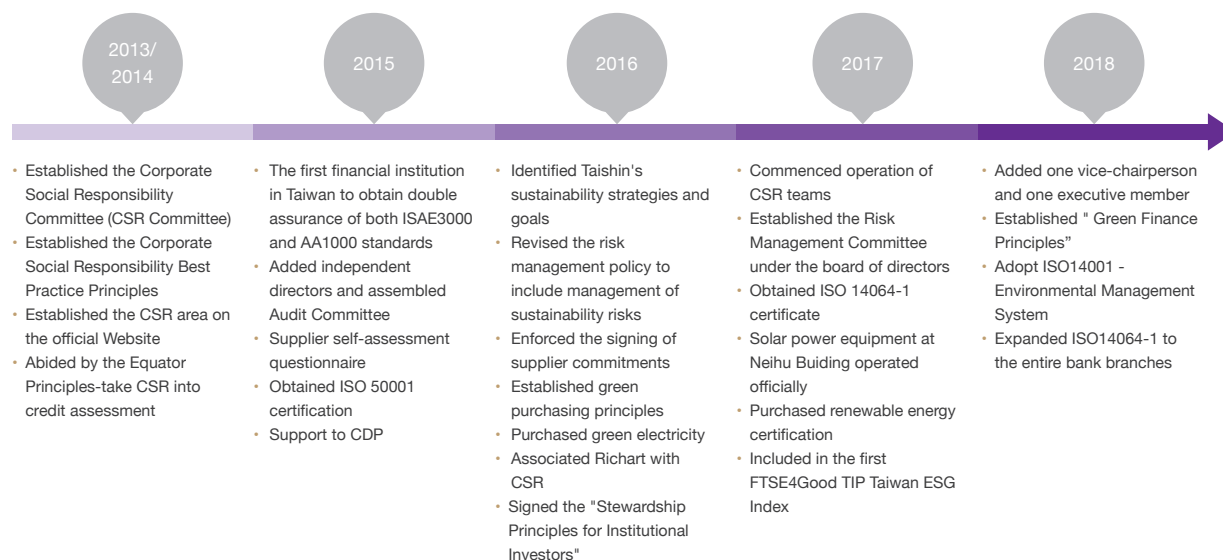 2013/
2014
2015
2016
2017
2018
• Established the Corporate
Social Responsibility
Committee (CSR Committee)
• Established the Corporate
Social Responsibility Best
Practice Principles
• Established the CSR area on
the official Website
• Abided by the Equator
Principles-take CSR into
credit assessment
• The first financial institution
in Taiwan to obtain double
assurance of both ISAE3000
and AA1000 standards
• Added independent
directors and assembled
Audit Committee
• Supplier self-assessment
questionnaire
• Obtained ISO 50001
certification
• Support to CDP
• Identified Taishin's
sustainability strategies and
goals
• Revised the risk
management policy to
include management of
sustainability risks
• Enforced the signing of
supplier commitments
• Established green
purchasing principles
• Purchased green electricity
• Associated Richart with
CSR
• Signed the "Stewardship
Principles for Institutional
Investors"
• Commenced operation of
CSR teams
• Established the Risk
Management Committee
under the board of directors
• Obtained ISO 14064-1
certificate
• Solar power equipment at
Neihu Buiding operated
officially
• Purchased renewable energy
certification
• Included in the first
FTSE4Good TIP Taiwan ESG
Index
• Added one vice-chairperson
and one executive member
• Established " Green Finance
Principles”
• Adopt ISO14001 -
Environmental Management
System
• Expanded ISO14064-1 to
the entire bank branches